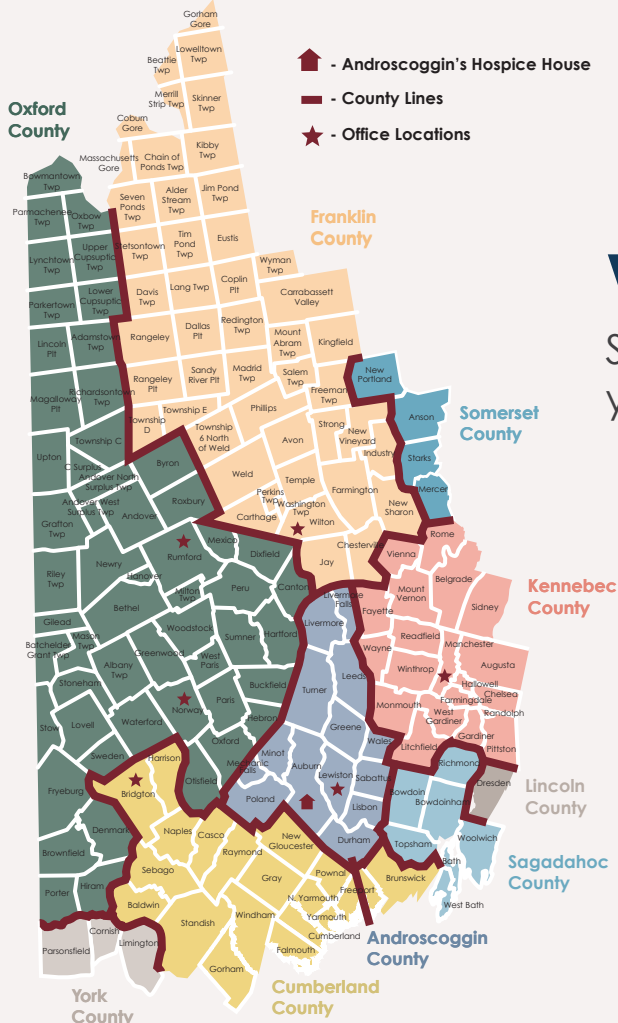 Gorham
Gore
Lowelltown
Twp
Beattie
Twp
- Androscoggin's Hospice House
Merrill
Strip Twp
Skinner
Twp
- County Lines
Oxford
County
Coburn
Gore
Kibby
Twp
- Office Locations
Massachusetts
Gore
Chain of
Ponds Twp
Bowmantown
Twp
Seven
Ponds
Twp
Alder
Stream
Twp
Jim Pond
Twp
Parmachenee
Twp
Oxbow
Twp
Franklin
County
Lynchtown
Twp
Upper
Cupsuptic
Twp
Stetsontown
Twp
Tim
Pond
Twp
Eustis
Wyman
Twp
Parkertown
Twp
Lower
Cupsuptic
Twp
Davis
Twp
Lang Twp
Coplin
Plt
Carrabassett
Valley
Lincoln
Plt
Adamstown
Twp
Rangeley
Dallas
Plt
Redington
Twp
Mount
Abram
Twp
Kingfield
S
Magalloway
Plt
Richardsontown
Twp
Rangeley
Plt
Sandy
River Plt
Madrid
Twp
Salem
Twp
Freeman
Twp
New
Portland
y
Township
D
Township E
Township
6 North
of Weld
Phillips
Strong
New
Vineyard
Anson
Somerset
County
Upton
Township C
C Surplus
Byron
Avon
Industry
Starks
Andover North
Surplus Twp
Andover West
Surplus Twp
Andover
Roxbury
Weld
Temple
Farmington
Mercer
Perkins
Twp
Washington
Twp
New
Sharon
Grafton
Twp
Carthage
Wilton
Rome
Rumford
Mexico
Dixfield
Chesterville
Vienna
Riley
Twp
Newry
Hanover
Milton
Twp
Peru
Canton
Jay
Mount
Vernon
Belgrade
Kennebec
County
Sidney
Bethel
Livermore
Falls
Fayette
Gilead
Woodstock
Sumner
Hartford
Livermore
Readfield
Manchester
Batchelder
Grant Twp
Mason
Twp
Albany
Twp
Greenwood
West
Paris
Wayne
Winthrop
Augusta
Hallowell
Stoneham
Buckfield
Turner
Leeds
Chelsea
Farmingdale
Randolph
Stow
Lovell
Waterford
Norway
Paris
Hebron
Greene
Monmouth
West
Gardiner
Gardiner
Pittston
Sweden
Oxford
Minot
Wales
Litchfield
Richmond
Harrison
Mechanic
Falls
Auburn
Lewiston
Sabattus
Dresden
Fryeburg
Bridgton
Otisfield
Poland
Lisbon
Bowdoin
Bowdoinham
Lincoln
County
Denmark
Naples
Casco
New
Gloucester
Durham
Topsham
Woolwich
Brownfield
Raymond
Sebago
Gray
Pownal
Bath
Sagadahoc
County
Porter
Hiram
Baldwin
Standish
Windham
N. Yarmouth
Freeport
Brunswick
West Bath
Yarmouth
Cornish
Limington
Cumberland
Androscoggin
County
Parsonsfield
Falmouth
Gorham
York
County
Cumberland
County